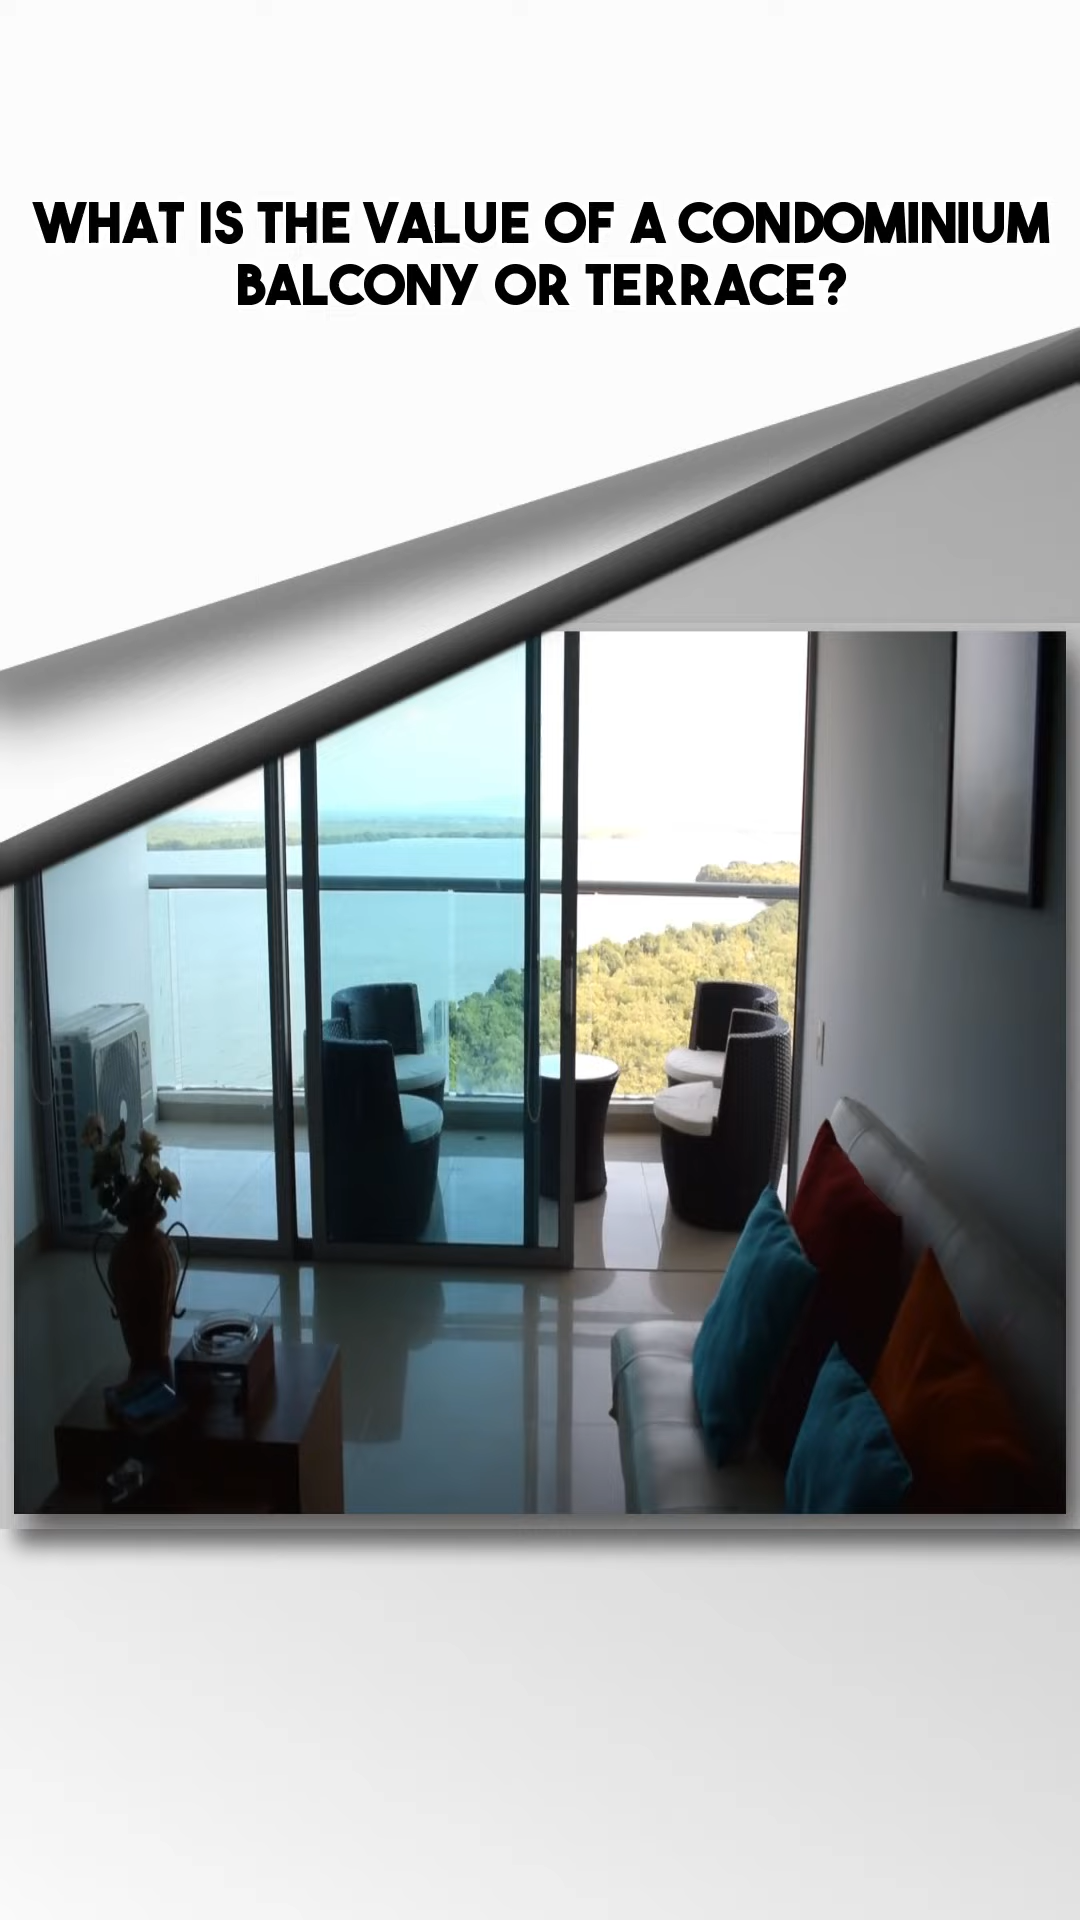 WHAT IS THE VALUE OF A CONDOMINIUM
BALCONY OR TERRACE?